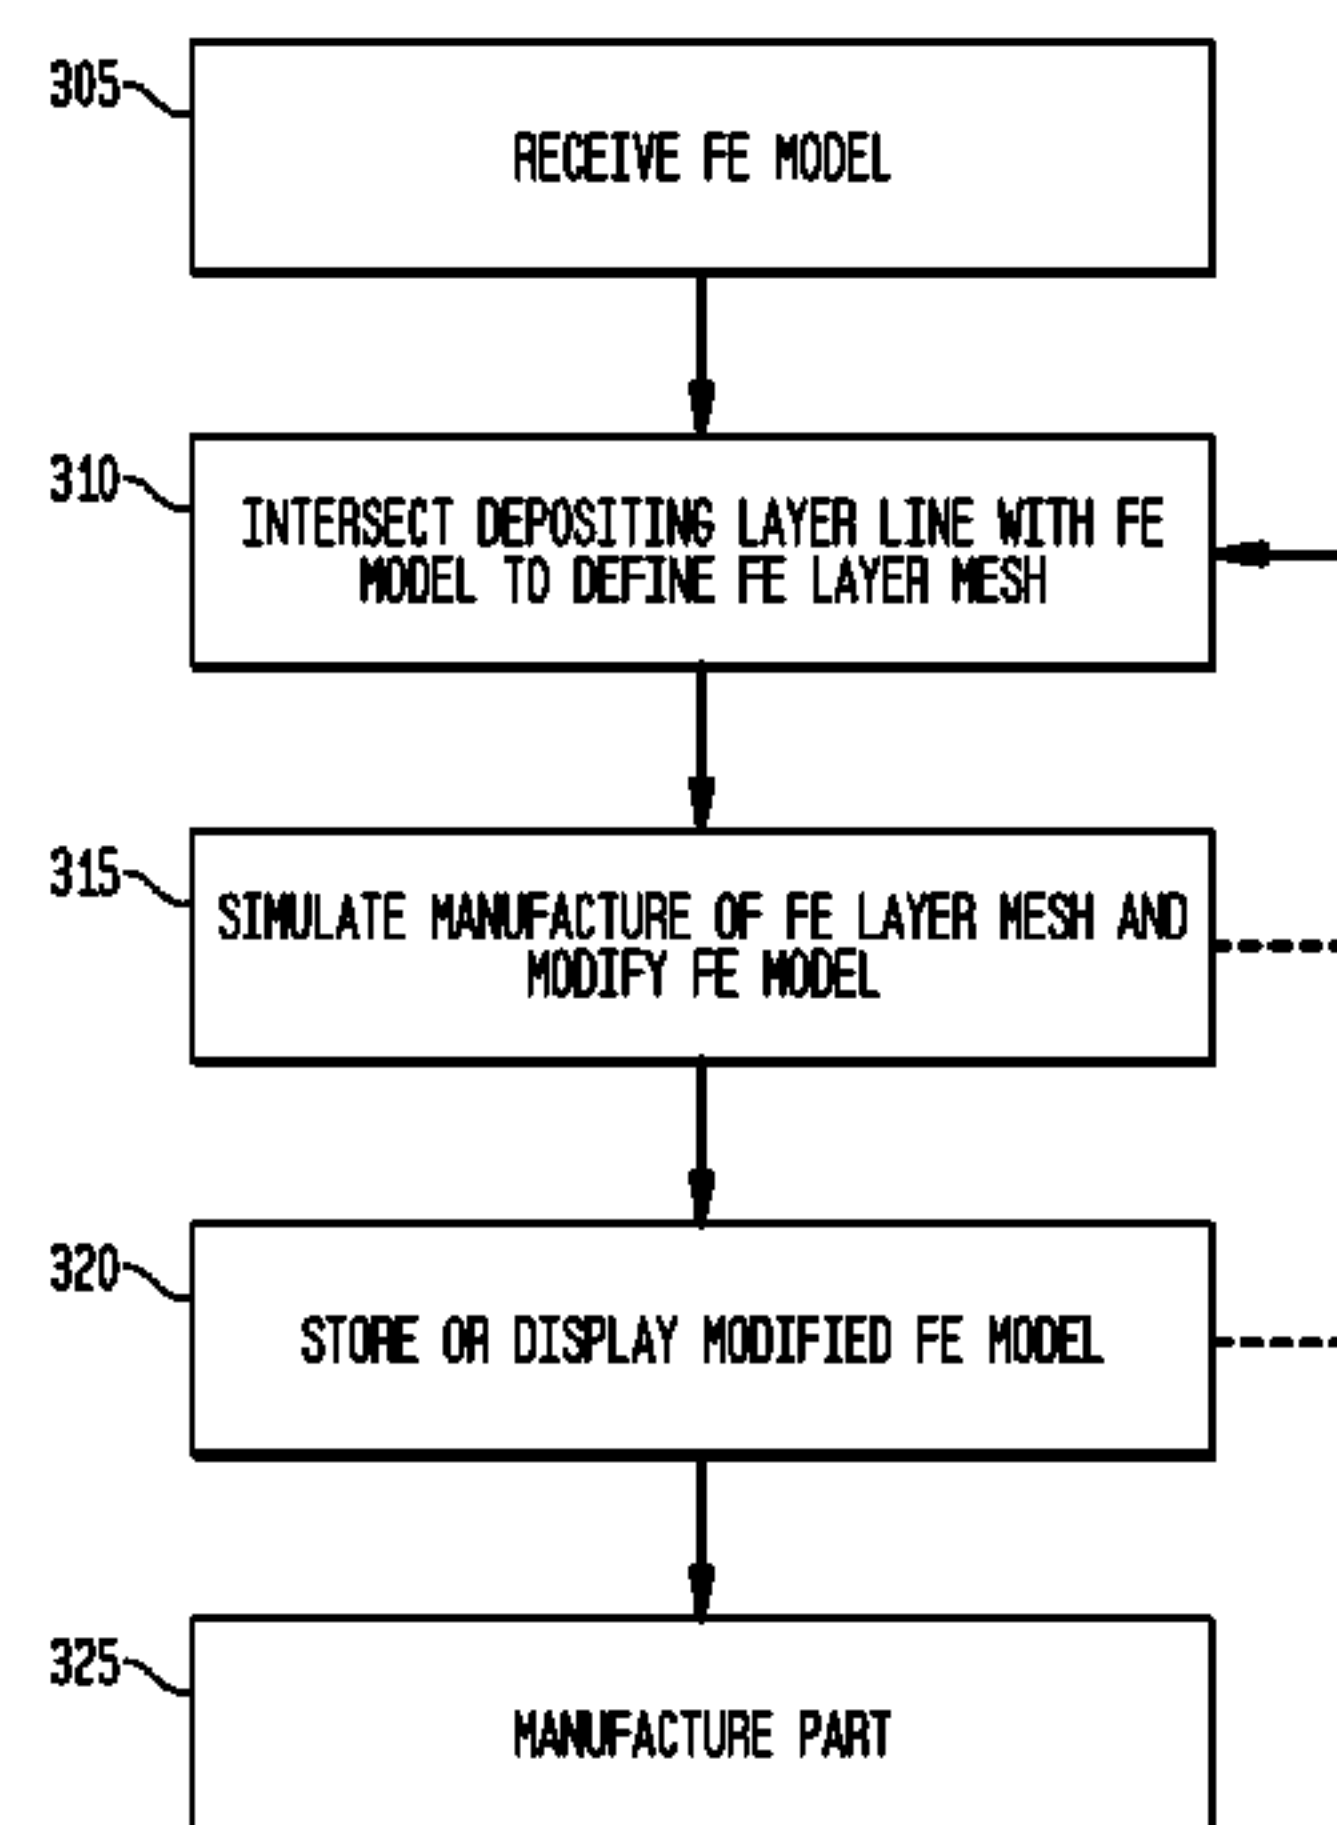 305
RECEIVE FE MODEL
310
INTERSECT DEPOSITING LAYER LINE WITH FE
MODEL TO DEFINE FE LAYER MESH
315
SIMULATE MANUFACTURE OF FE LAYER MESH AND
MODIFY FE MODEL
320
STORE OR DISPLAY MODIFIED FE MODEL
325
MANUFACTURE PART